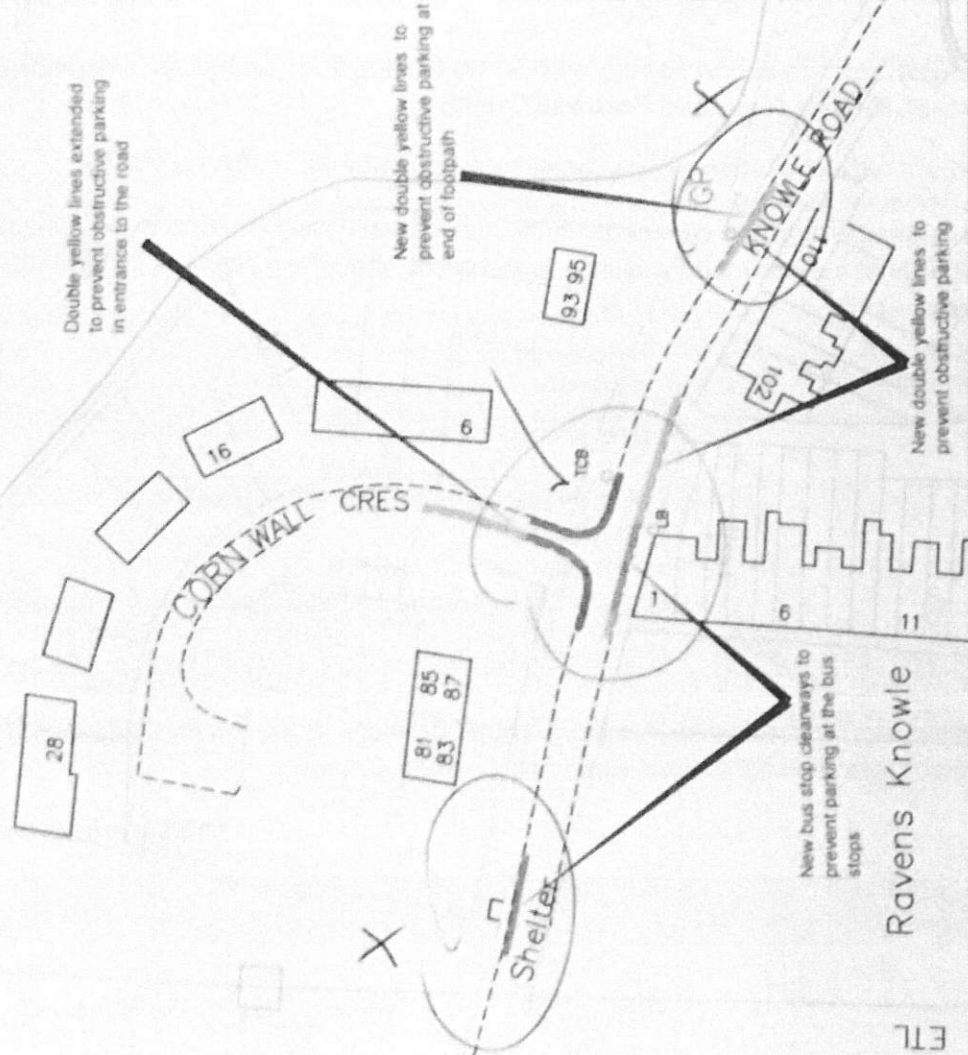 Double yellow lines extended
to prevent obstructive parking
in entrance to the road
New double yellow lines to
prevent obstructive parking at
end of footpath
28
16
6
CORNWALL CRES
93 95
GP
KNOWLE ROAD
TCB
81 85
83 87
102
110
LB
1
6
11
Shelter
New bus stop clearways to
prevent parking at the bus
stops
New double yellow lines to
prevent obstructive parking
Ravens Knowle
ETL